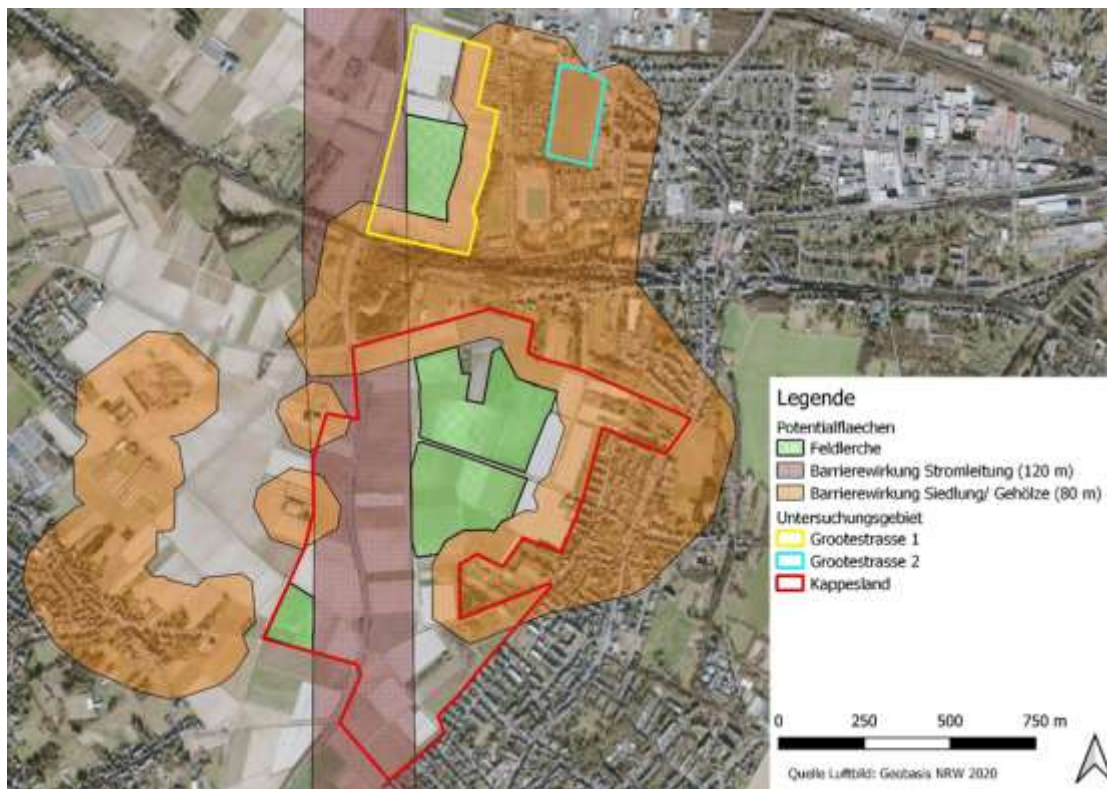 Legende
Potentialflaechen
Feldlerche
Barrierewirkung Stromleitung (120 m)
Barrierewirkung Siedlung/ Gehölze (80 m)
Untersuchungsgebiet
Grootestrasse 1
Grootestrasse 2
Kappesland
0 250 500 750 m
Quelle Luftbild: Geobasis NRW 2020